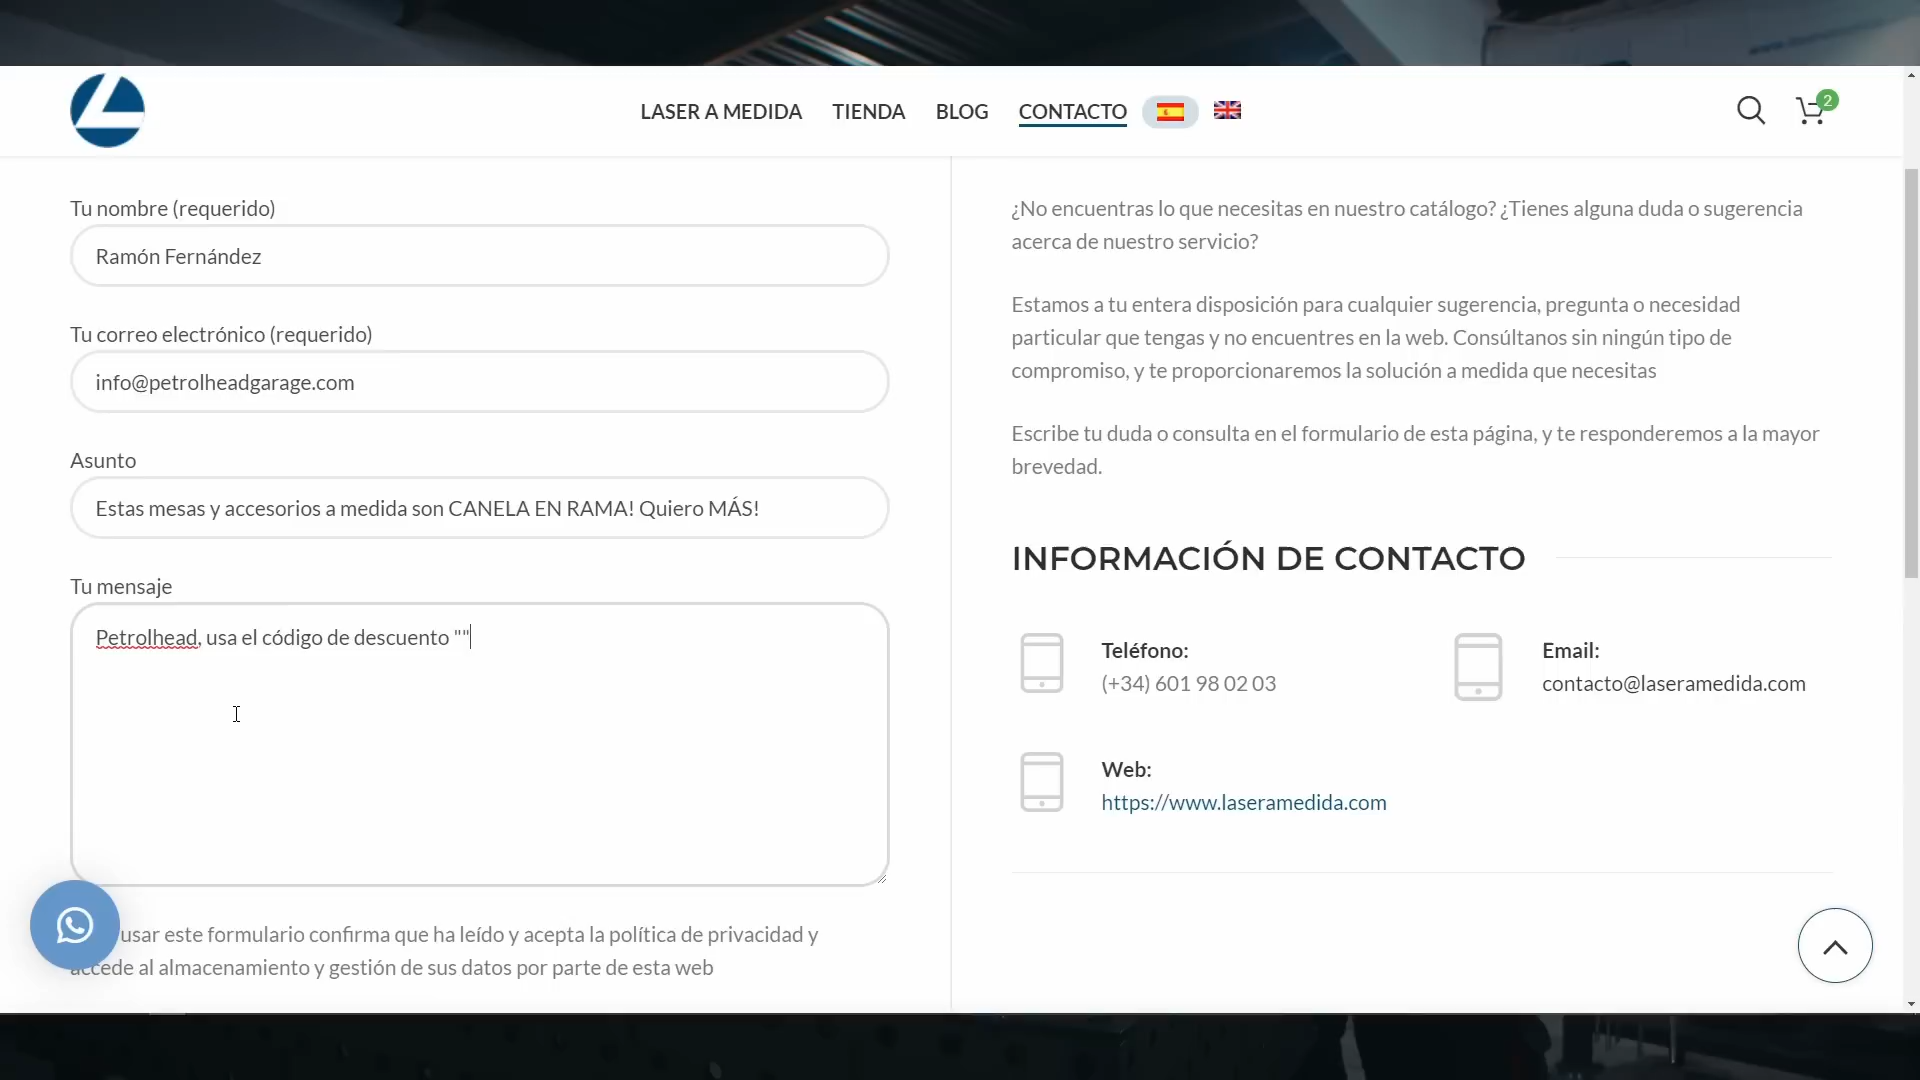 LASER A MEDIDA TIENDA BLOG CONTACTO 2
Tu nombre (requerido)
Ramón Fernández
Tu correo electrónico (requerido)
info@petrolheadgarage.com
Asunto
Estas mesas y accesorios a medida son CANELA EN RAMA! Quiero MÁS!
Tu mensaje
Petrolhead, usa el código de descuento ""
usar este formulario confirma que ha leído y acepta la política de privacidad y
accede al almacenamiento y gestión de sus datos por parte de esta web
¿No encuentras lo que necesitas en nuestro catálogo? ¿Tienes alguna duda o sugerencia
acerca de nuestro servicio?
Estamos a tu entera disposición para cualquier sugerencia, pregunta o necesidad
particular que tengas y no encuentres en la web. Consúltanos sin ningún tipo de
compromiso, y te proporcionaremos la solución a medida que necesitas
Escribe tu duda o consulta en el formulario de esta página, y te responderemos a la mayor
brevedad.
INFORMACIÓN DE CONTACTO
Teléfono:
(+34) 601 98 02 03
Email:
contacto@laseramedida.com
Web:
https://www.laseramedida.com